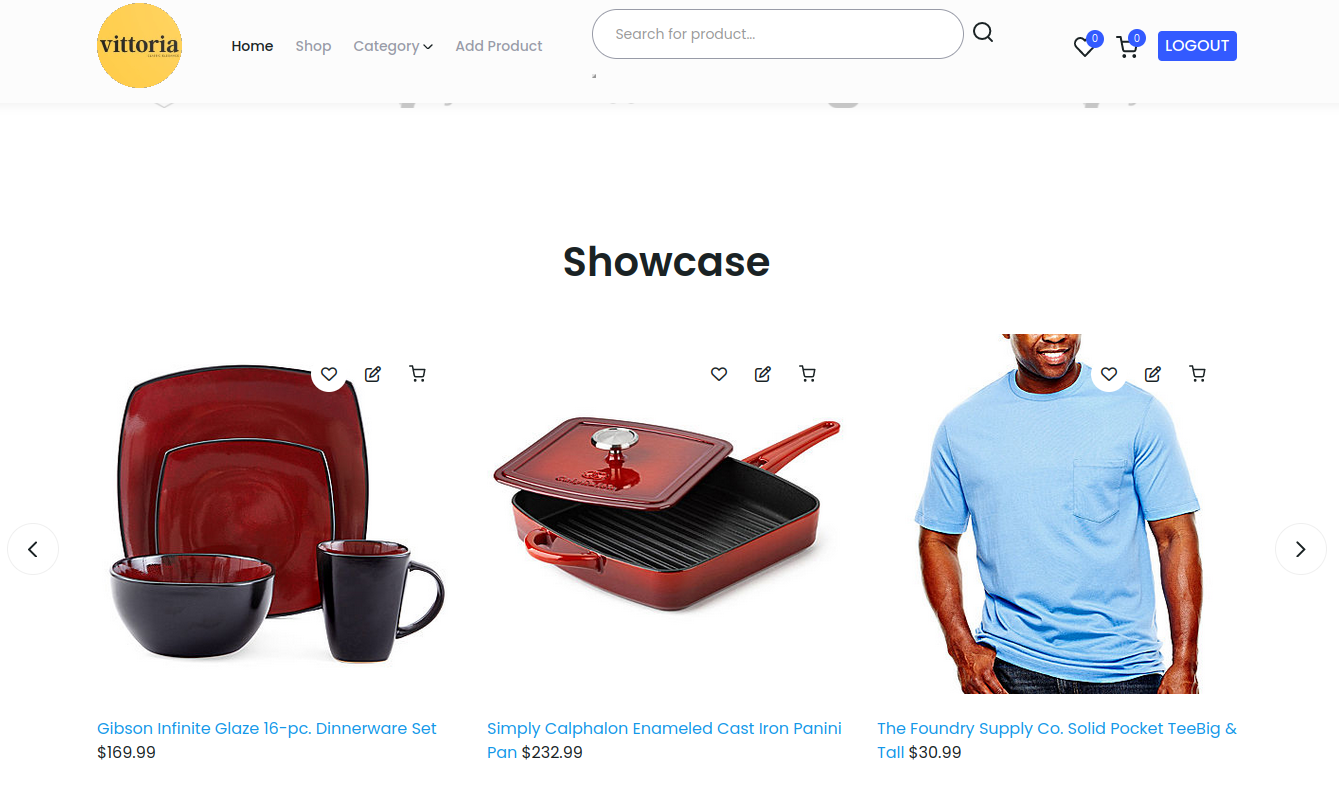 vittoria
Home
Shop
Category
Add Product
Search for product...
0
0
LOGOUT
Showcase
Gibson Infinite Glaze 16-pc. Dinnerware Set
$169.99
Simply Calphalon Enameled Cast Iron Panini
Pan $232.99
The Foundry Supply Co. Solid Pocket TeeBig &
Tall $30.99